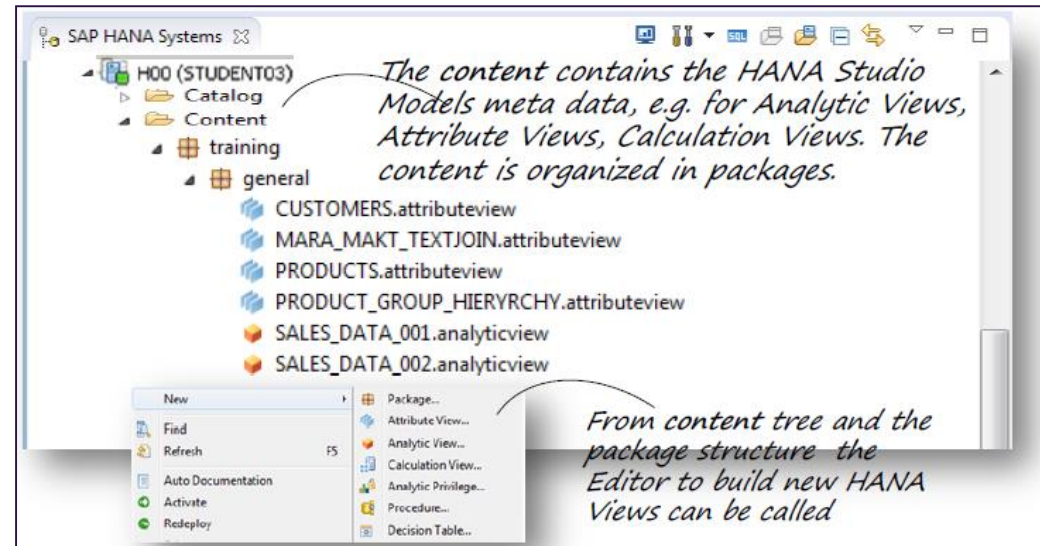 SAP HANA Systems
H00 (STUDENT03)
The content contains the HANA Studio
Catalog
Models meta data, e.g. for Analytic Views,
Content
Attribute Views, Calculation Views. The
training
content is organized in packages.
general
CUSTOMERS.attributeview
MARA_MAKT_TEXTJOIN.attributeview
PRODUCTS.attributeview
PRODUCT_GROUP_HIERYRCHY.attributeview
SALES_DATA_001.analyticview
SALES_DATA_002.analyticview
New
Find
Refresh F5
Auto Documentation
Activate
Redeploy
Package...
Attribute View...
Analytic View...
Calculation View...
Analytic Privilege...
Procedure...
Decision Table...
From content tree and the
package structure the
Editor to build new HANA
Views can be called